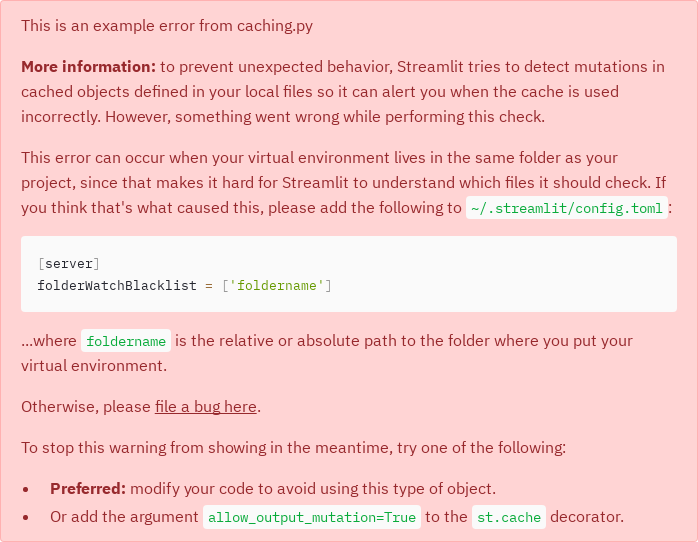 This is an example error from caching.py
More information: to prevent unexpected behavior, Streamlit tries to detect mutations in
cached objects defined in your local files so it can alert you when the cache is used
incorrectly. However, something went wrong while performing this check.
This error can occur when your virtual environment lives in the same folder as your
project, since that makes it hard for Streamlit to understand which files it should check. If
you think that's what caused this, please add the following to ~/.streamlit/config.toml:
[server]
folderWatchBlacklist = ['foldername']
...where foldername is the relative or absolute path to the folder where you put your
virtual environment.
Otherwise, please file a bug here.
To stop this warning from showing in the meantime, try one of the following:
• Preferred: modify your code to avoid using this type of object.
• Or add the argument allow_output_mutation=True to the st.cache decorator.